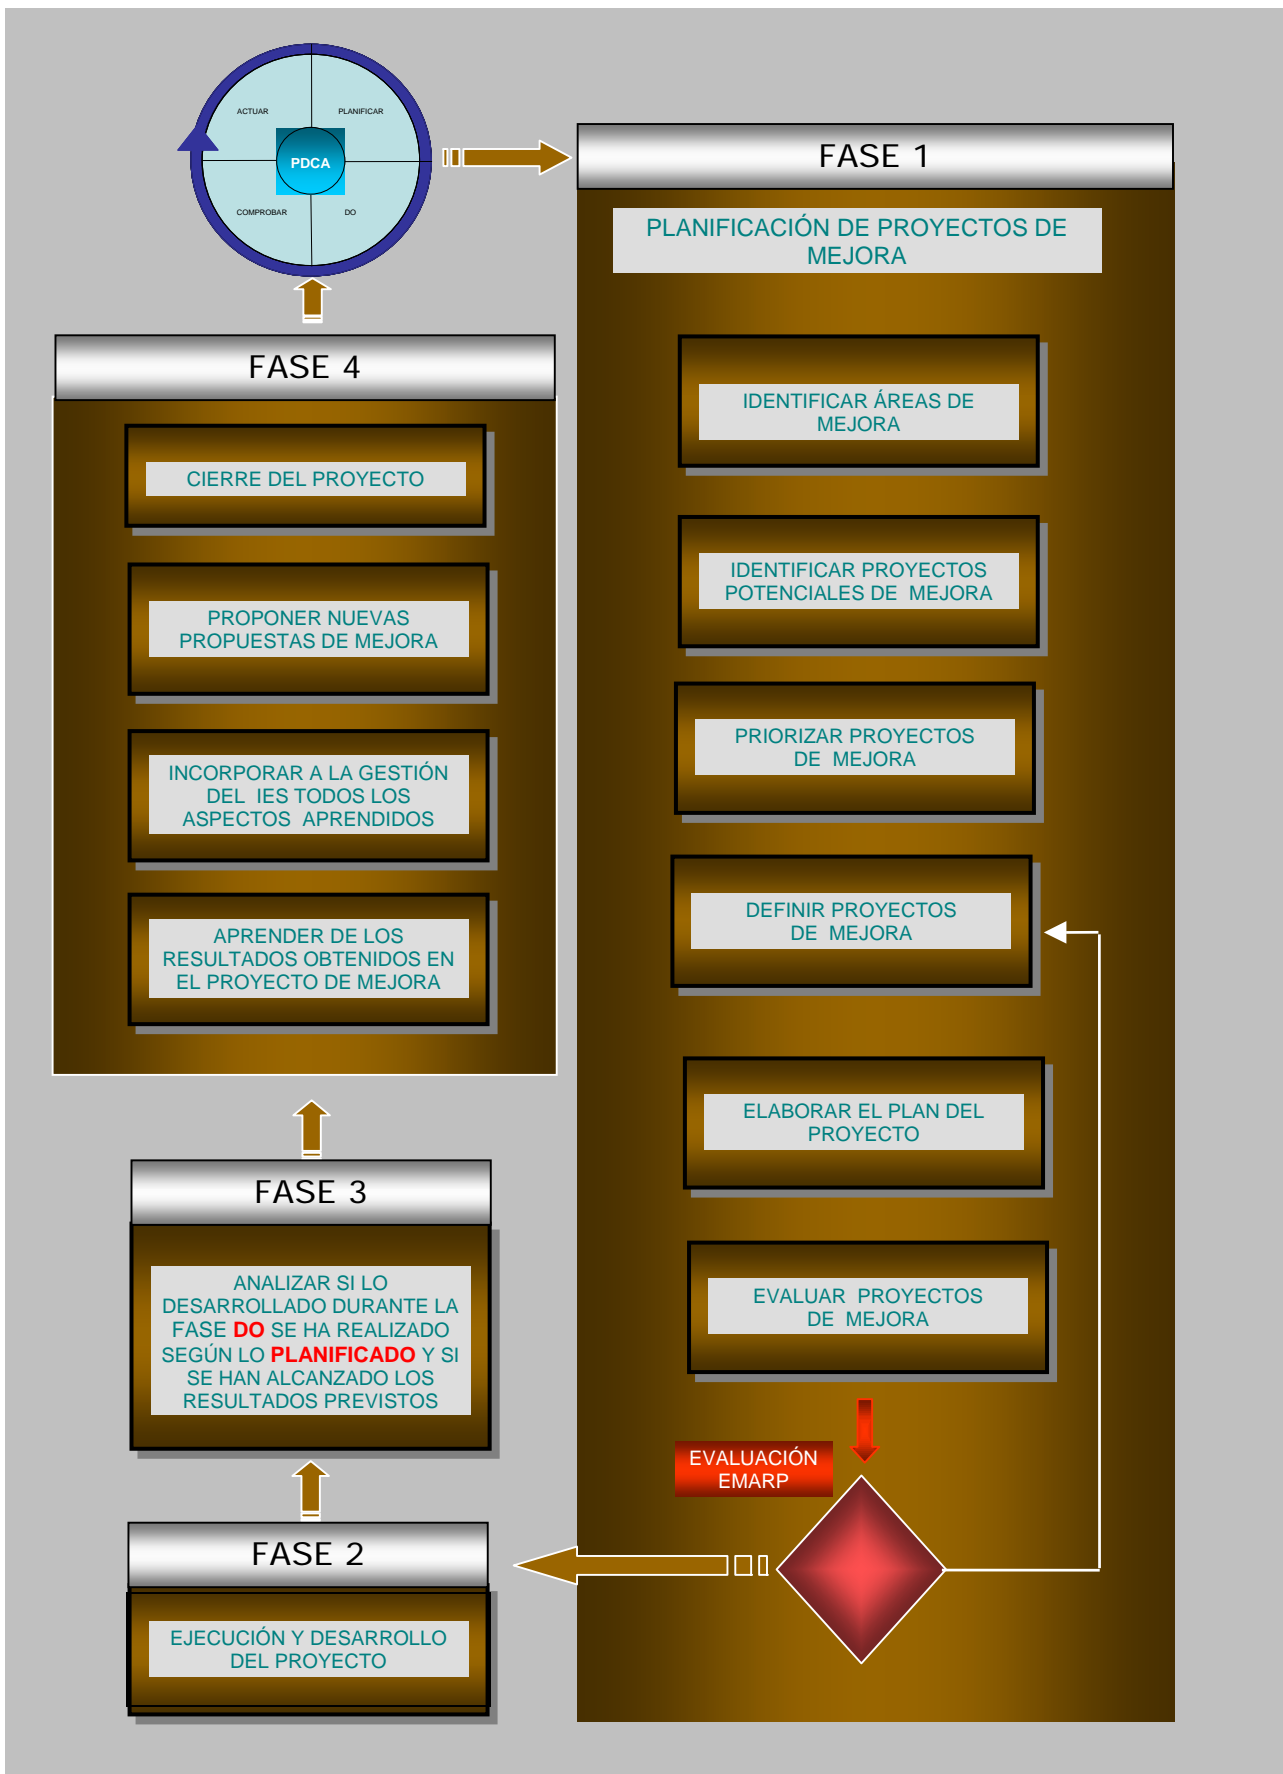 ACTUAR
PLANIFICAR
PDCA
COMPROBAR
DO
FASE 1
PLANIFICACIÓN DE PROYECTOS DE
MEJORA
IDENTIFICAR ÁREAS DE
MEJORA
IDENTIFICAR PROYECTOS
POTENCIALES DE MEJORA
PRIORIZAR PROYECTOS
DE MEJORA
DEFINIR PROYECTOS
DE MEJORA
ELABORAR EL PLAN DEL
PROYECTO
EVALUAR PROYECTOS
DE MEJORA
EVALUACIÓN
EMARP
FASE 4
CIERRE DEL PROYECTO
PROPONER NUEVAS
PROPUESTAS DE MEJORA
INCORPORAR A LA GESTIÓN
DEL IES TODOS LOS
ASPECTOS APRENDIDOS
APRENDER DE LOS
RESULTADOS OBTENIDOS EN
EL PROYECTO DE MEJORA
FASE 3
ANALIZAR SI LO
DESARROLLADO DURANTE LA
FASE DO SE HA REALIZADO
SEGÚN LO PLANIFICADO Y SI
SE HAN ALCANZADO LOS
RESULTADOS PREVISTOS
FASE 2
EJECUCIÓN Y DESARROLLO
DEL PROYECTO